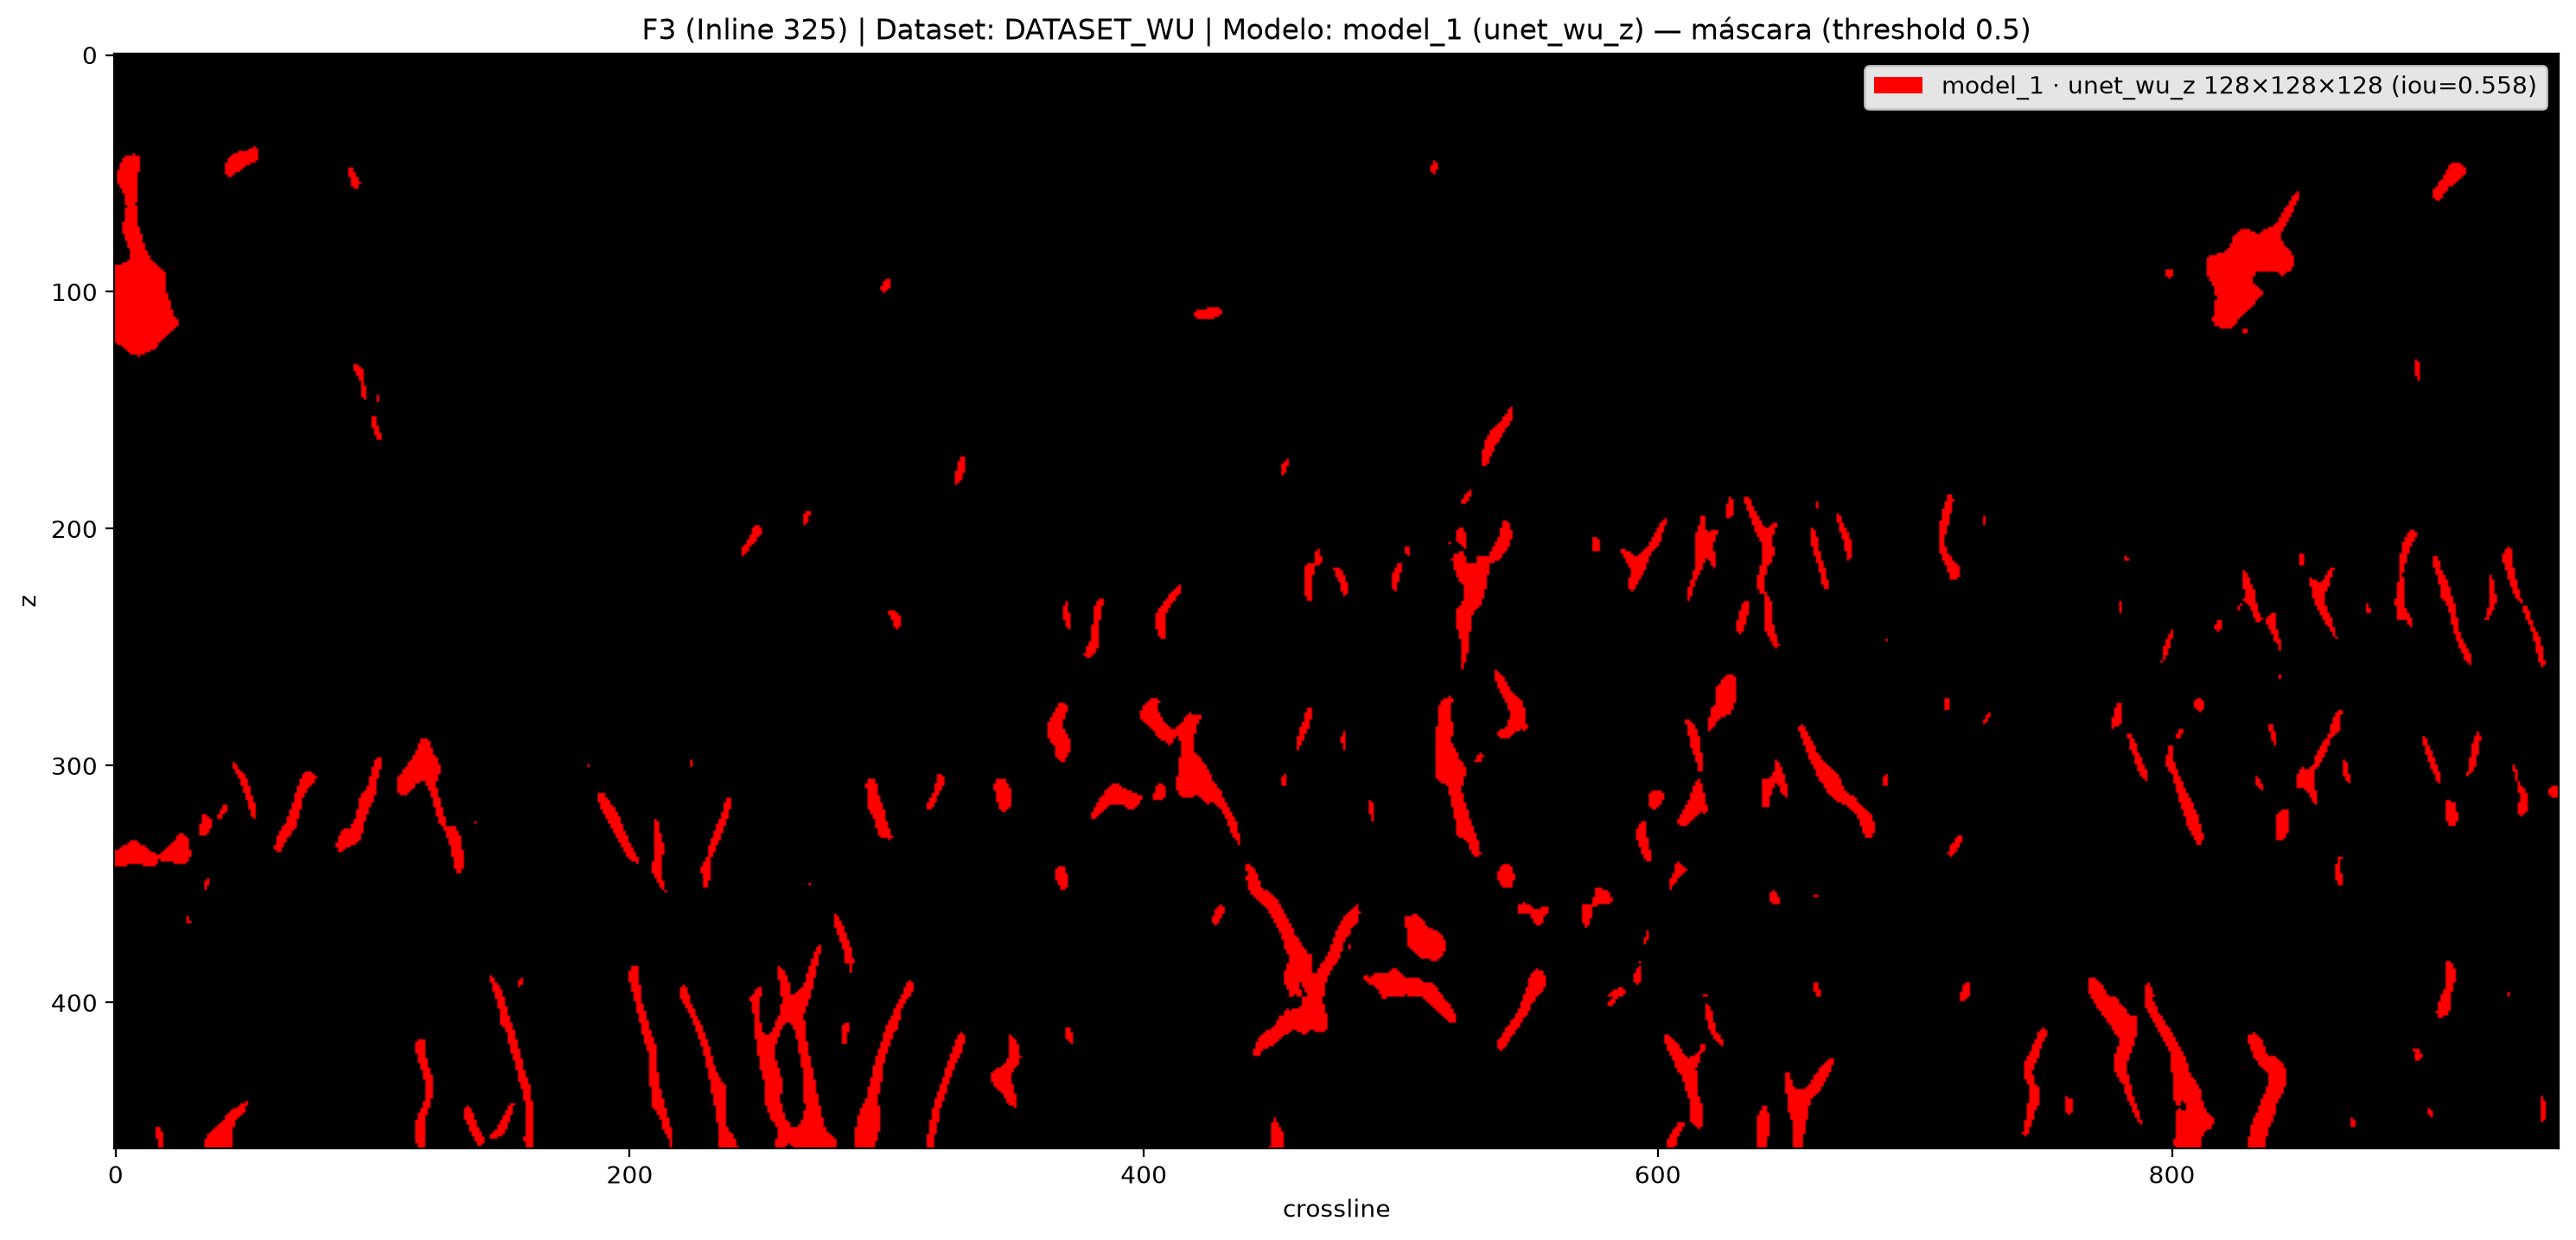 F3 (Inline 325) | Dataset: DATASET_WU | Modelo: model_1 (unet_wu_z) — máscara (threshold 0.5)
model_1 · unet_wu_z 128×128×128 (iou=0.558)
0
100
200
300
400
z
0 200 400 600 800
crossline